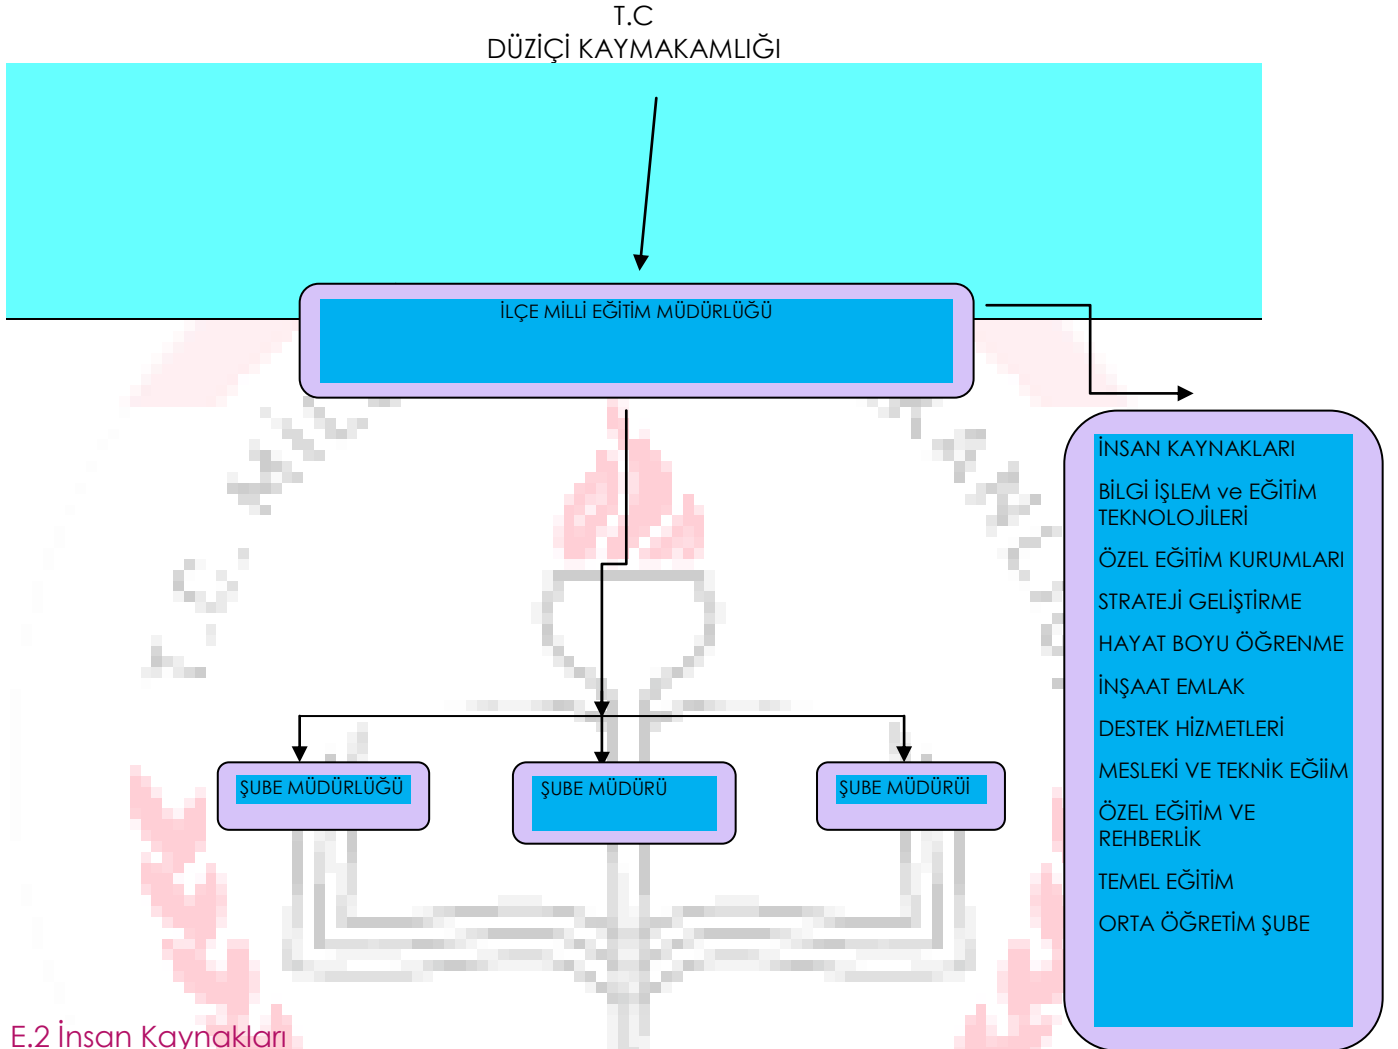 T.C
DÜZİÇİ KAYMAKAMLIĞI
İLÇE MİLLİ EĞİTİM MÜDÜRLÜĞÜ
İNSAN KAYNAKLARI
BİLGİ İŞLEM ve EĞİTİM
TEKNOLOJİLERİ
ÖZEL EĞİTİM KURUMLARI
STRATEJİ GELİŞTİRME
HAYAT BOYU ÖĞRENME
İNŞAAT EMLAK
DESTEK HİZMETLERİ
MESLEKİ VE TEKNİK EĞİİM
ÖZEL EĞİTİM VE
REHBERLİK
TEMEL EĞİTİM
ORTA ÖĞRETİM ŞUBE
ŞUBE MÜDÜRLÜĞÜ
ŞUBE MÜDÜRÜ
ŞUBE MÜDÜRÜİ
E.2 İnsan Kaynakları